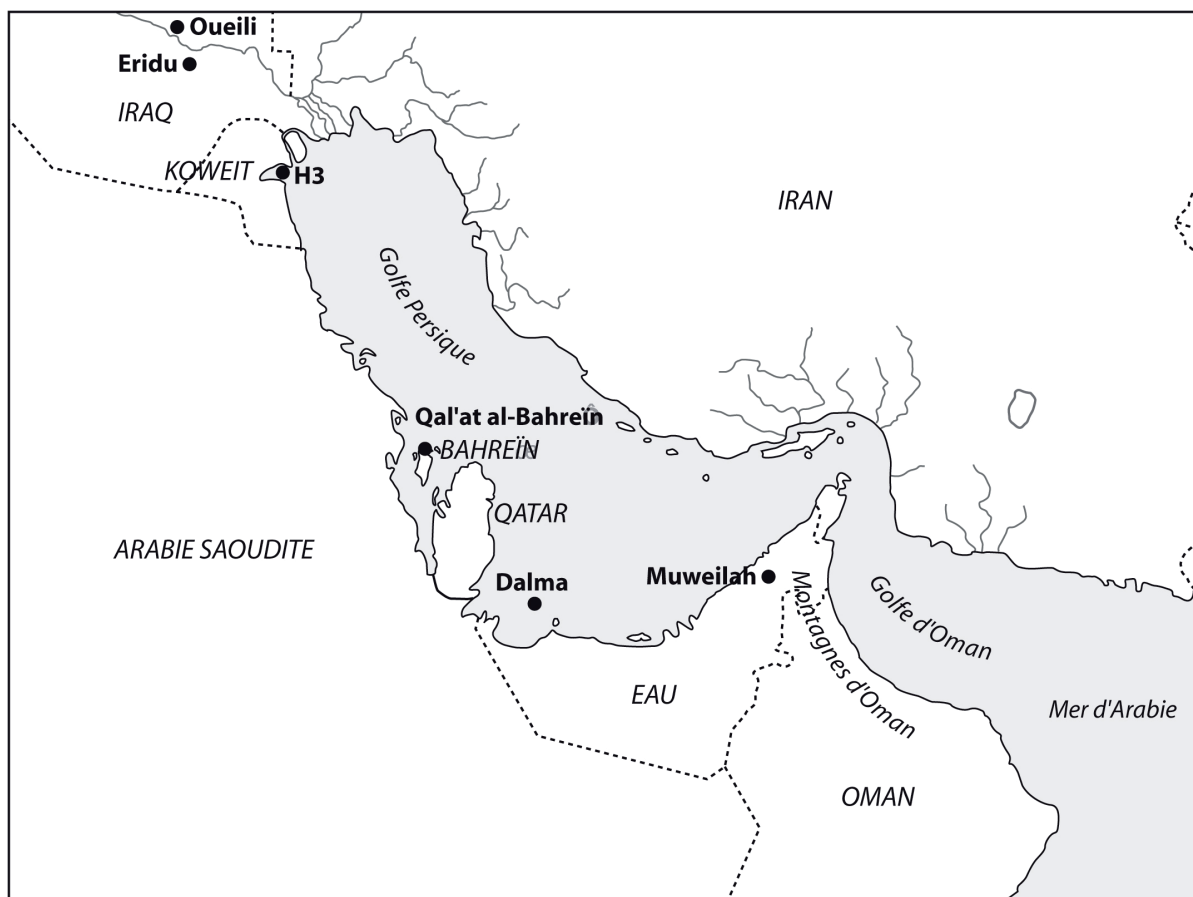 Oueili
Eridu
IRAQ
KOWEIT
H3
IRAN
Golfe Persique
Qal'at al-Bahreïn
BAHREÏN
QATAR
ARABIE SAOUDITE
Dalma
Muweilah
Montagnes d'Oman
Golfe d'Oman
EAU
Mer d'Arabie
OMAN